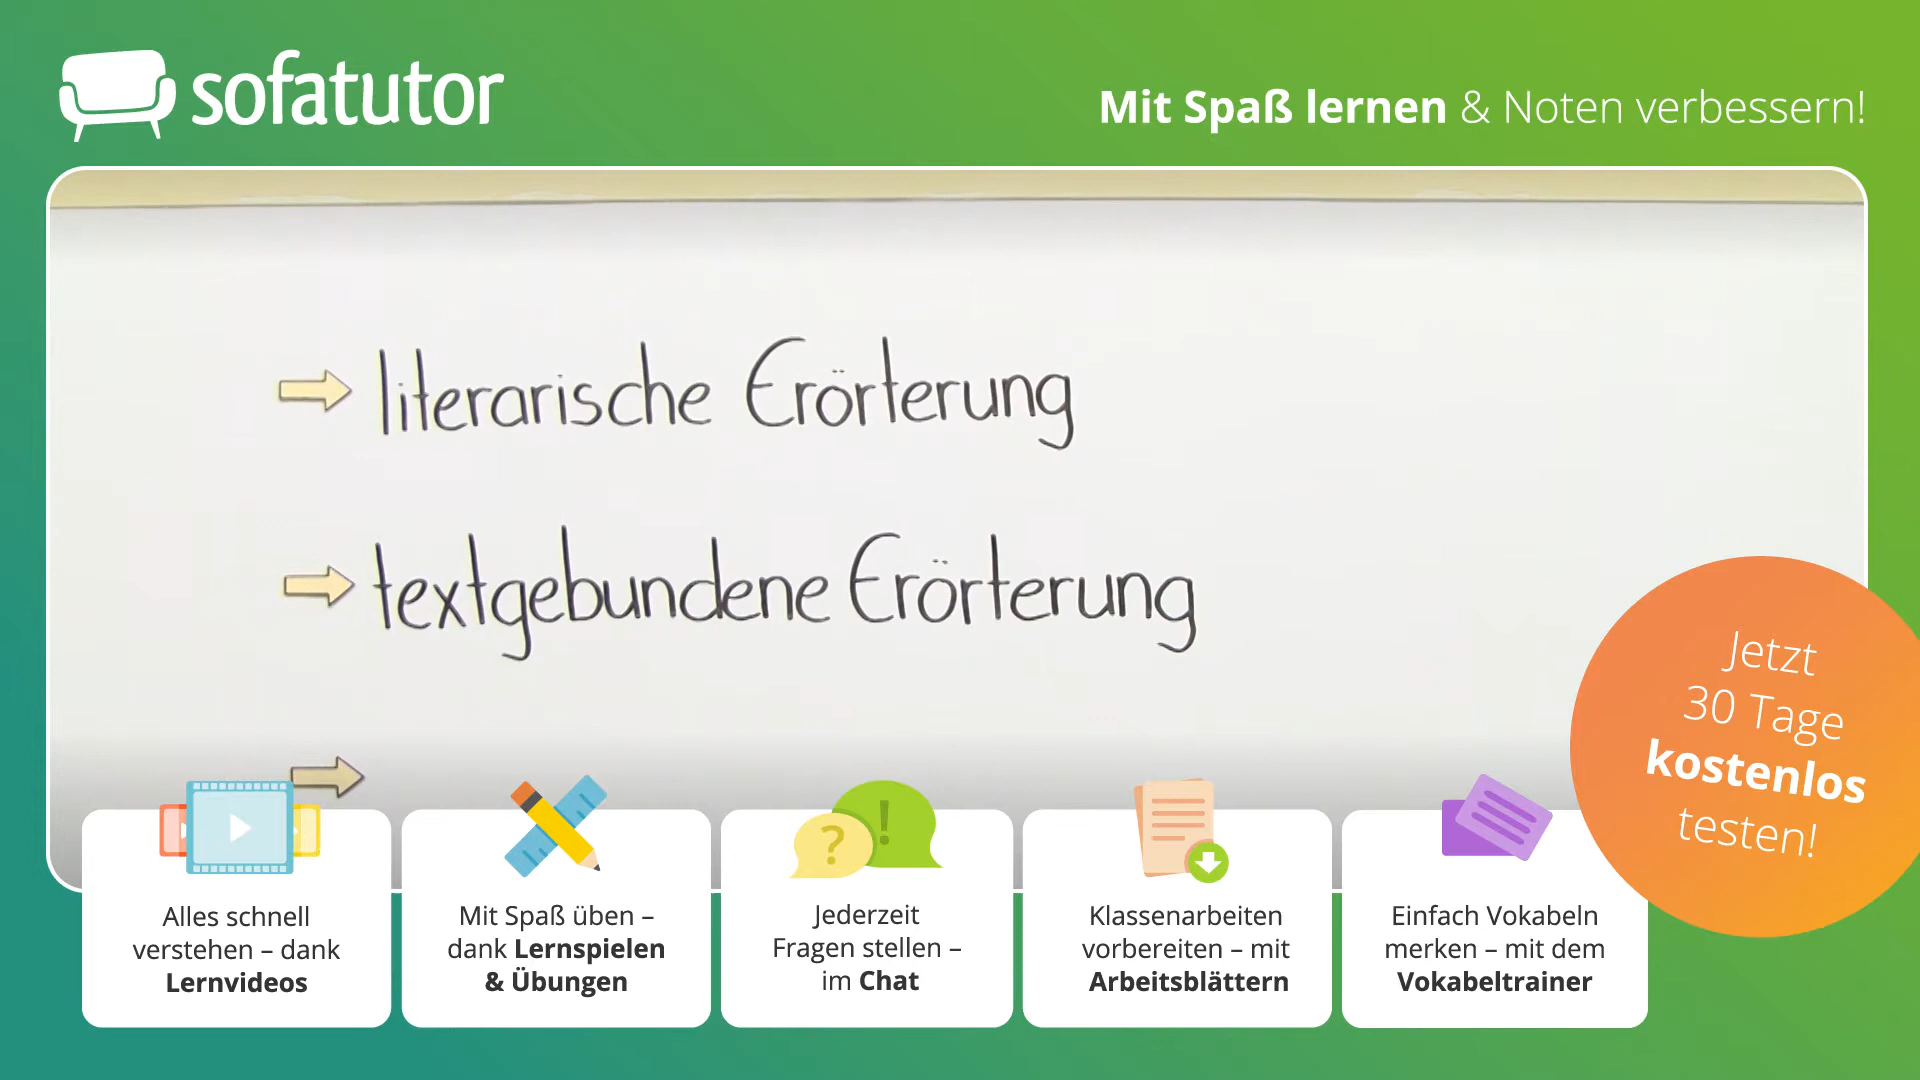 sofatutor
Mit Spaß lernen & Noten verbessern!
literarische Erörterung
textgebundene Erörterung
Jetzt
30 Tage
kostenlos
testen!
Alles schnell
verstehen – dank
Lernvideos
Mit Spaß üben –
dank Lernspielen
& Übungen
?
!
Jederzeit
Fragen stellen –
im Chat
Klassenarbeiten
vorbereiten – mit
Arbeitsblättern
Einfach Vokabeln
merken – mit dem
Vokabeltrainer